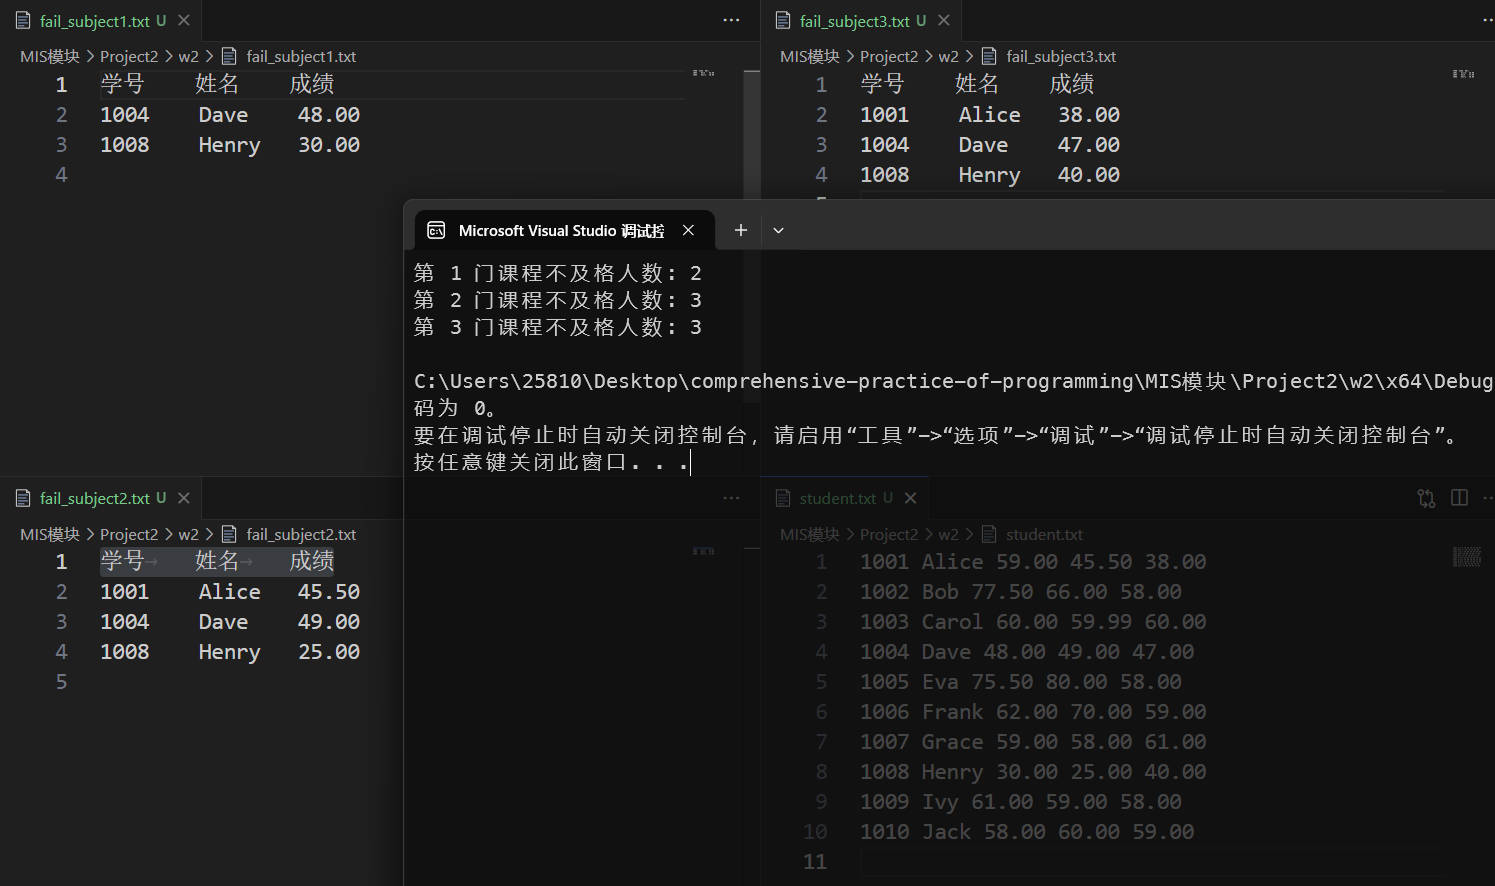 fail_subject1.txt U
MIS模块 > Project2 > w2 > fail_subject1.txt
1 学号 姓名 成绩
2 1004 Dave 48.00
3 1008 Henry 30.00
4
fail_subject3.txt U
MIS模块 > Project2 > w2 > fail_subject3.txt
1 学号 姓名 成绩
2 1001 Alice 38.00
3 1004 Dave 47.00
4 1008 Henry 40.00
Microsoft Visual Studio 调试控
第 1 门课程不及格人数: 2
第 2 门课程不及格人数: 3
第 3 门课程不及格人数: 3
C:\Users\25810\Desktop\comprehensive-practice-of-programming\MIS模块\Project2\w2\x64\Debug
码为 0。
要在调试停止时自动关闭控制台，请启用“工具”->“选项”->“调试”->“调试停止时自动关闭控制台”。
按任意键关闭此窗口. . .
fail_subject2.txt U
MIS模块 > Project2 > w2 > fail_subject2.txt
1 学号→ 姓名→ 成绩
2 1001 Alice 45.50
3 1004 Dave 49.00
4 1008 Henry 25.00
5
student.txt U
MIS模块 > Project2 > w2 > student.txt
1 1001 Alice 59.00 45.50 38.00
2 1002 Bob 77.50 66.00 58.00
3 1003 Carol 60.00 59.99 60.00
4 1004 Dave 48.00 49.00 47.00
5 1005 Eva 75.50 80.00 58.00
6 1006 Frank 62.00 70.00 59.00
7 1007 Grace 59.00 58.00 61.00
8 1008 Henry 30.00 25.00 40.00
9 1009 Ivy 61.00 59.00 58.00
10 1010 Jack 58.00 60.00 59.00
11